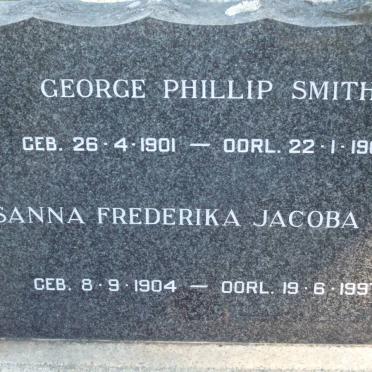 GEORGE PHILLIP SMITH
GEB. 26·4·1901 — OORL. 22·1·19
SANNA FREDERIKA JACOBA
GEB. 8·9·1904 — OORL. 19·6·199